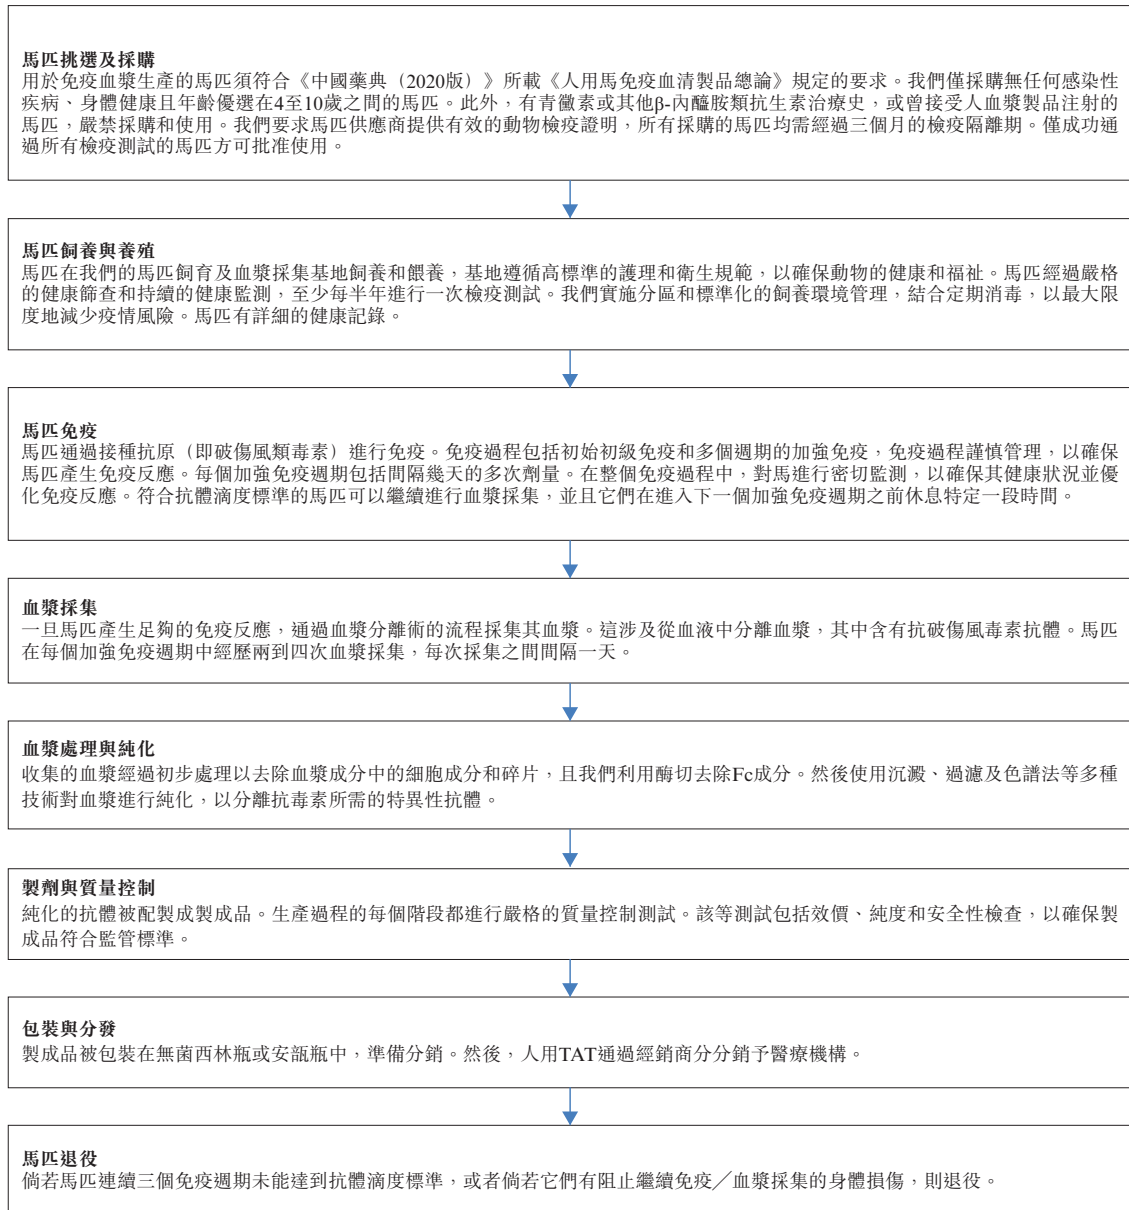 馬匹挑選及採購
用於免疫血漿生產的馬匹須符合《中國藥典（2020版）》所載《人用馬免疫血清製品總論》規定的要求。我們僅採購無任何感染性
疾病、身體健康且年齡優選在4至10歲之間的馬匹。此外，有青黴素或其他β-內醯胺類抗生素治療史，或曾接受人血漿製品注射的
馬匹，嚴禁採購和使用。我們要求馬匹供應商提供有效的動物檢疫證明，所有採購的馬匹均需經過三個月的檢疫隔離期。僅成功通
過所有檢疫測試的馬匹方可批准使用。
馬匹飼養與養殖
馬匹在我們的馬匹飼育及血漿採集基地飼養和餵養，基地遵循高標準的護理和衛生規範，以確保動物的健康和福祉。馬匹經過嚴格
的健康篩查和持續的健康監測，至少每半年進行一次檢疫測試。我們實施分區和標準化的飼養環境管理，結合定期消毒，以最大限
度地減少疫情風險。馬匹有詳細的健康記錄。
馬匹免疫
馬匹通過接種抗原（即破傷風類毒素）進行免疫。免疫過程包括初始初級免疫和多個週期的加強免疫，免疫過程謹慎管理，以確保
馬匹產生免疫反應。每個加強免疫週期包括間隔幾天的多次劑量。在整個免疫過程中，對馬進行密切監測，以確保其健康狀況並優
化免疫反應。符合抗體滴度標準的馬匹可以繼續進行血漿採集，並且它們在進入下一個加強免疫週期之前休息特定一段時間。
血漿採集
一旦馬匹產生足夠的免疫反應，通過血漿分離術的流程採集其血漿。這涉及從血液中分離血漿，其中含有抗破傷風毒素抗體。馬匹
在每個加強免疫週期中經歷兩到四次血漿採集，每次採集之間間隔一天。
血漿處理與純化
收集的血漿經過初步處理以去除血漿成分中的細胞成分和碎片，且我們利用酶切去除Fc成分。然後使用沉澱、過濾及色譜法等多種
技術對血漿進行純化，以分離抗毒素所需的特異性抗體。
製劑與質量控制
純化的抗體被配製成製成品。生產過程的每個階段都進行嚴格的質量控制測試。該等測試包括效價、純度和安全性檢查，以確保製
成品符合監管標準。
包裝與分發
製成品被包裝在無菌西林瓶或安瓿瓶中，準備分銷。然後，人用TAT通過經銷商分分銷予醫療機構。
馬匹退役
倘若馬匹連續三個免疫週期未能達到抗體滴度標準，或者倘若它們有阻止繼續免疫／血漿採集的身體損傷，則退役。